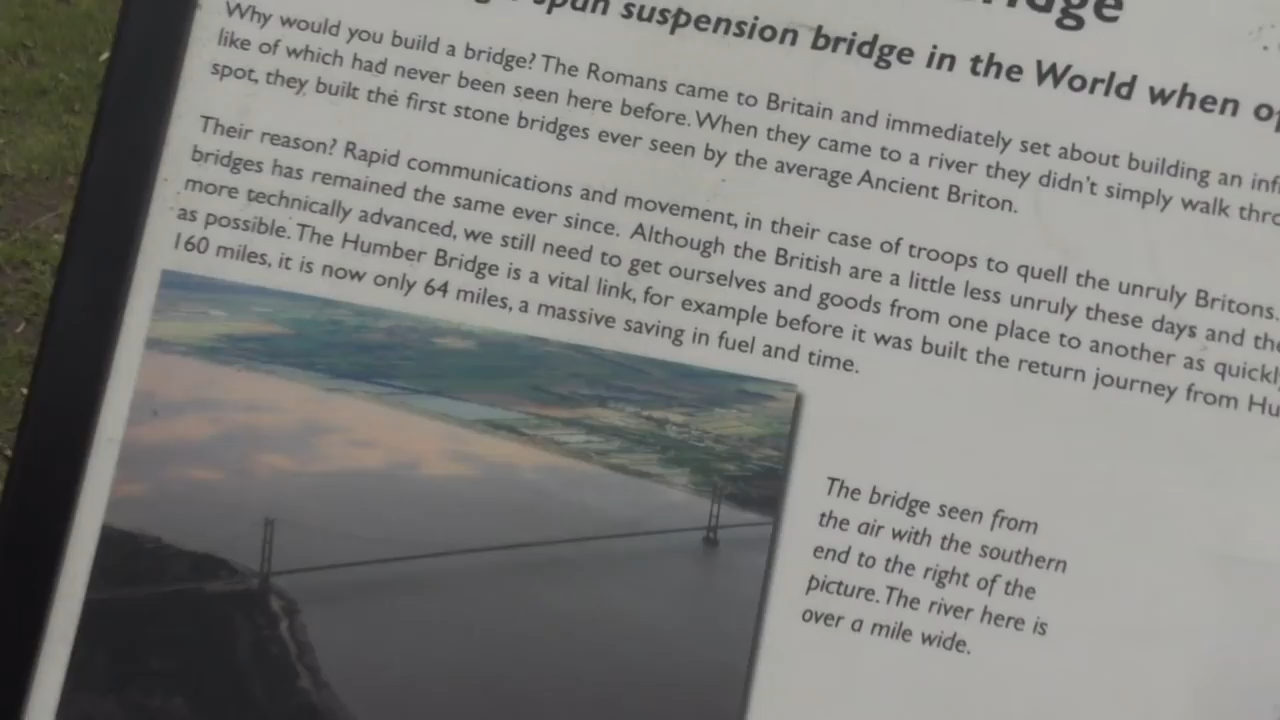 span suspension bridge in the World when
Why would you build a bridge? The Romans came to Britain and immediately set about building an
like of which had never been seen here before. When they came to a river they didn't simply walk
spot, they built the first stone bridges ever seen by the average Ancient Briton.
Their reason? Rapid communications and movement, in their case of troops to quell the unruly Britons.
bridges has remained the same ever since. Although the British are a little less unruly these days and
more technically advanced, we still need to get ourselves and goods from one place to another as
as possible. The Humber Bridge is a vital link, for example before it was built the return journey from
160 miles, it is now only 64 miles, a massive saving in fuel and time.
The bridge seen from
the air with the southern
end to the right of the
picture. The river here is
over a mile wide.